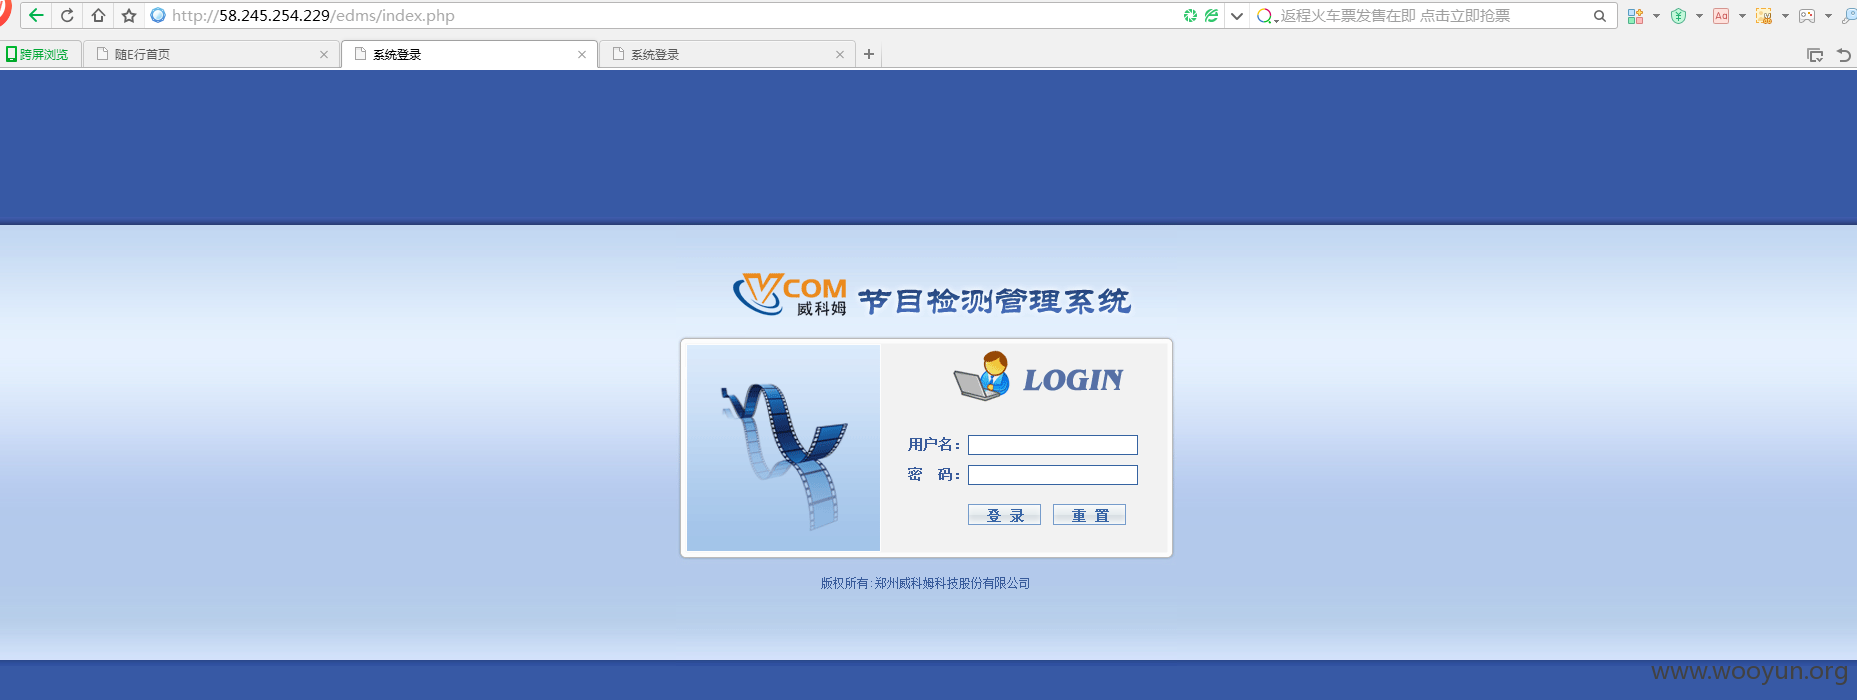 http://58.245.254.229/edms/index.php
返程火车票发售在即 点击立即抢票
跨屏浏览
随E行首页
系统登录
系统登录
VCOM
威科姆
节目检测管理系统
LOGIN
用户名：
密 码：
登 录
重 置
版权所有:郑州威科姆科技股份有限公司
www.wooyun.org